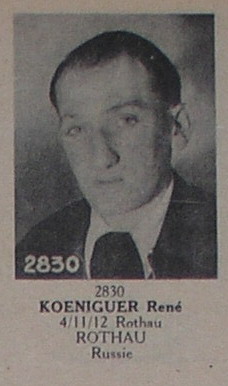 2830
2830
KOENIGUER René
4/11/12 Rothau
ROTHAU
Russie